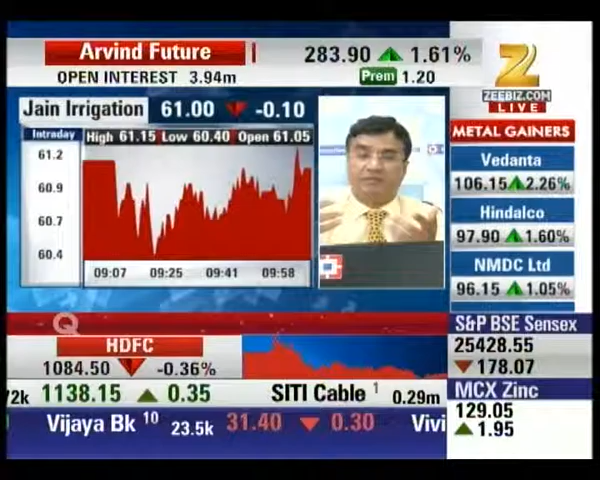 Arvind Future
283.90 ▲ 1.61%
OPEN INTEREST 3.94m
Prem 1.20
Z
ZEEBIZ.COM
LIVE
Jain Irrigation 61.00 ▼ -0.10
Intraday High 61.15 Low 60.40 Open 61.05
61.2
60.9
60.7
60.4
09:07 09:25 09:41 09:58
METAL GAINERS
Vedanta
106.15 ▲ 2.26%
Hindalco
97.90 ▲ 1.60%
NMDC Ltd
96.15 ▲ 1.05%
Q
HDFC
1084.50 ▼ -0.36%
S&P BSE Sensex
25428.55
▼ 178.07
MCX Zinc
129.05
▲ 1.95
72k 1138.15 ▲ 0.35 SITI Cable 1 0.29m
Vijaya Bk 10 23.5k 31.40 ▼ 0.30 Vivi